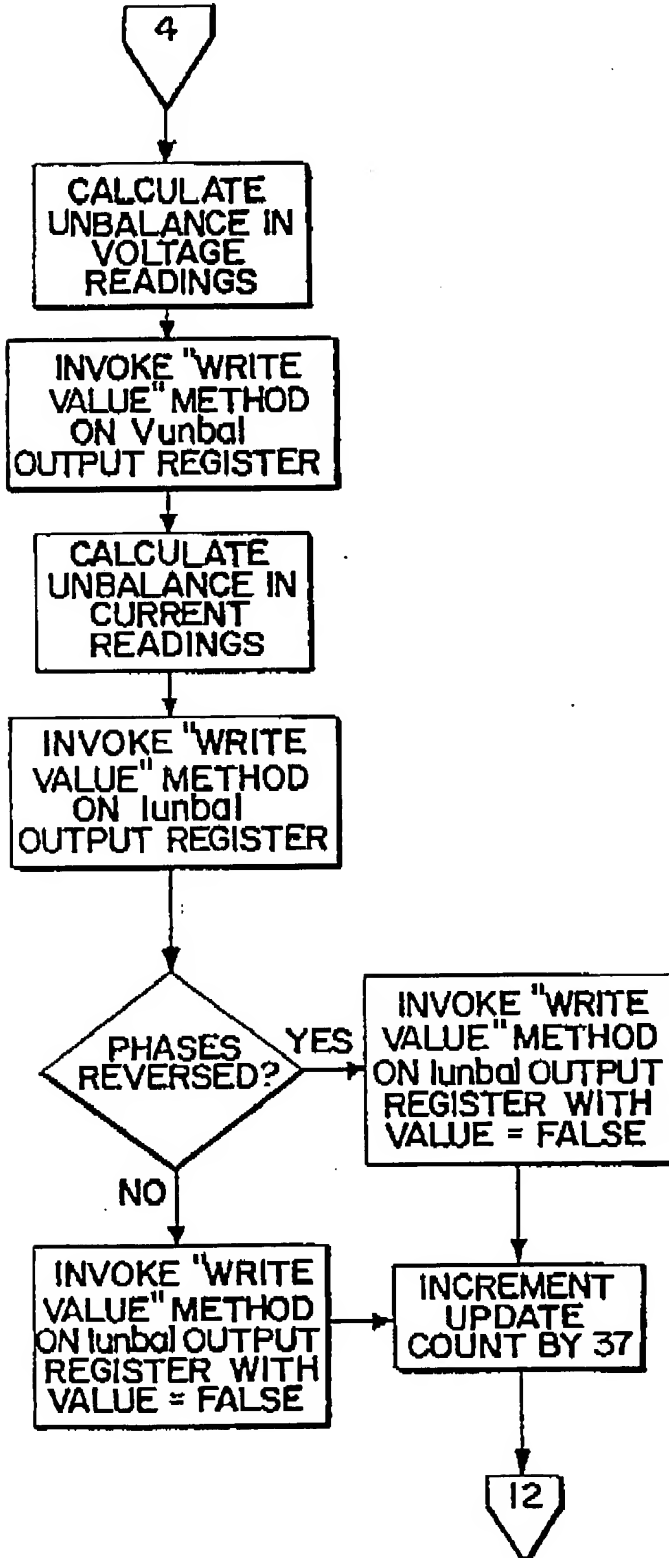 4
CALCULATE
UNBALANCE IN
VOLTAGE
READINGS
INVOKE "WRITE
VALUE" METHOD
ON Vunbal
OUTPUT REGISTER
CALCULATE
UNBALANCE IN
CURRENT
READINGS
INVOKE "WRITE
VALUE" METHOD
ON Iunbal
OUTPUT REGISTER
PHASES
REVERSED?
YES
INVOKE "WRITE
VALUE" METHOD
ON Iunbal OUTPUT
REGISTER WITH
VALUE = FALSE
NO
INVOKE "WRITE
VALUE" METHOD
ON Iunbal OUTPUT
REGISTER WITH
VALUE = FALSE
INCREMENT
UPDATE
COUNT BY 37
12